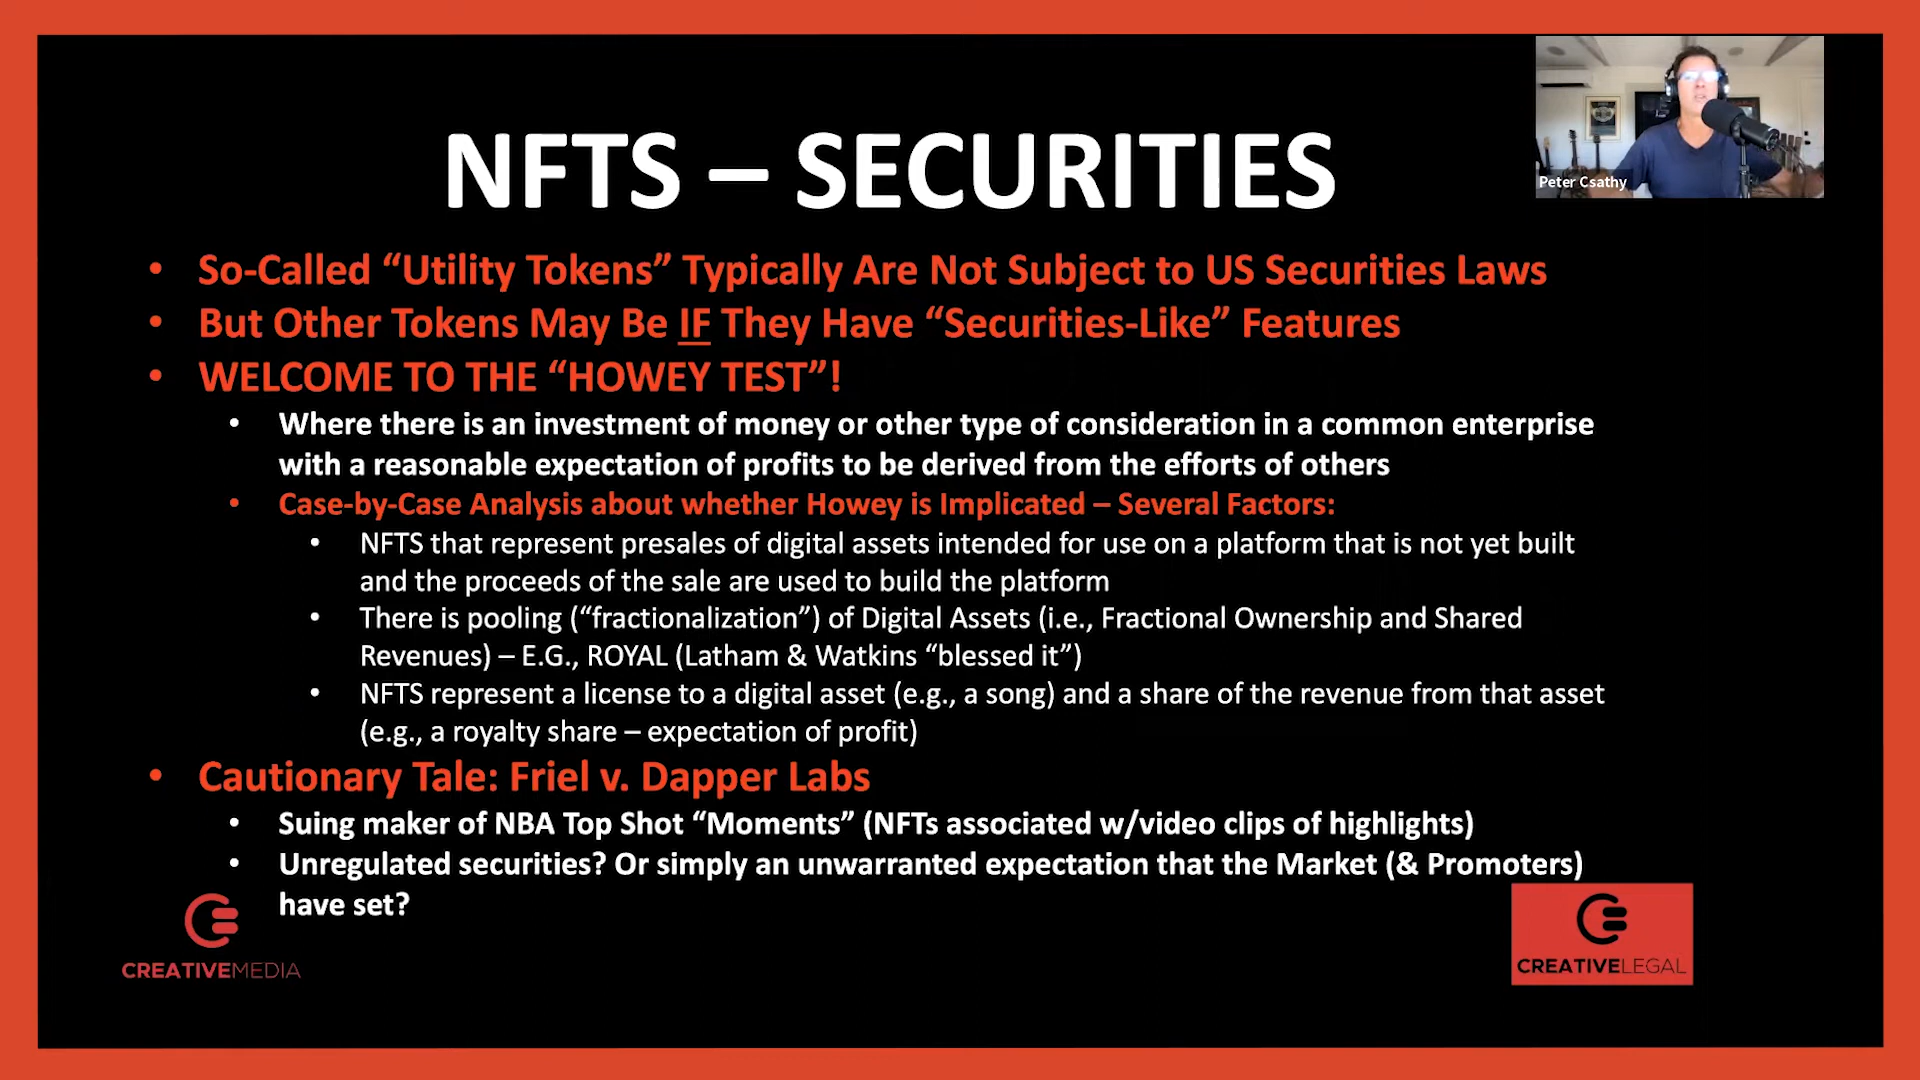 NFTS – SECURITIES
Peter Csathy
• So-Called “Utility Tokens” Typically Are Not Subject to US Securities Laws
• But Other Tokens May Be IF They Have “Securities-Like” Features
• WELCOME TO THE “HOWEY TEST”!
• Where there is an investment of money or other type of consideration in a common enterprise
with a reasonable expectation of profits to be derived from the efforts of others
• Case-by-Case Analysis about whether Howey is Implicated – Several Factors:
• NFTS that represent presales of digital assets intended for use on a platform that is not yet built
and the proceeds of the sale are used to build the platform
• There is pooling (“fractionalization”) of Digital Assets (i.e., Fractional Ownership and Shared
Revenues) – E.G., ROYAL (Latham & Watkins “blessed it”)
• NFTS represent a license to a digital asset (e.g., a song) and a share of the revenue from that asset
(e.g., a royalty share – expectation of profit)
• Cautionary Tale: Friel v. Dapper Labs
• Suing maker of NBA Top Shot “Moments” (NFTs associated w/video clips of highlights)
• Unregulated securities? Or simply an unwarranted expectation that the Market (& Promoters)
have set?
CREATIVEMEDIA
CREATIVELEGAL